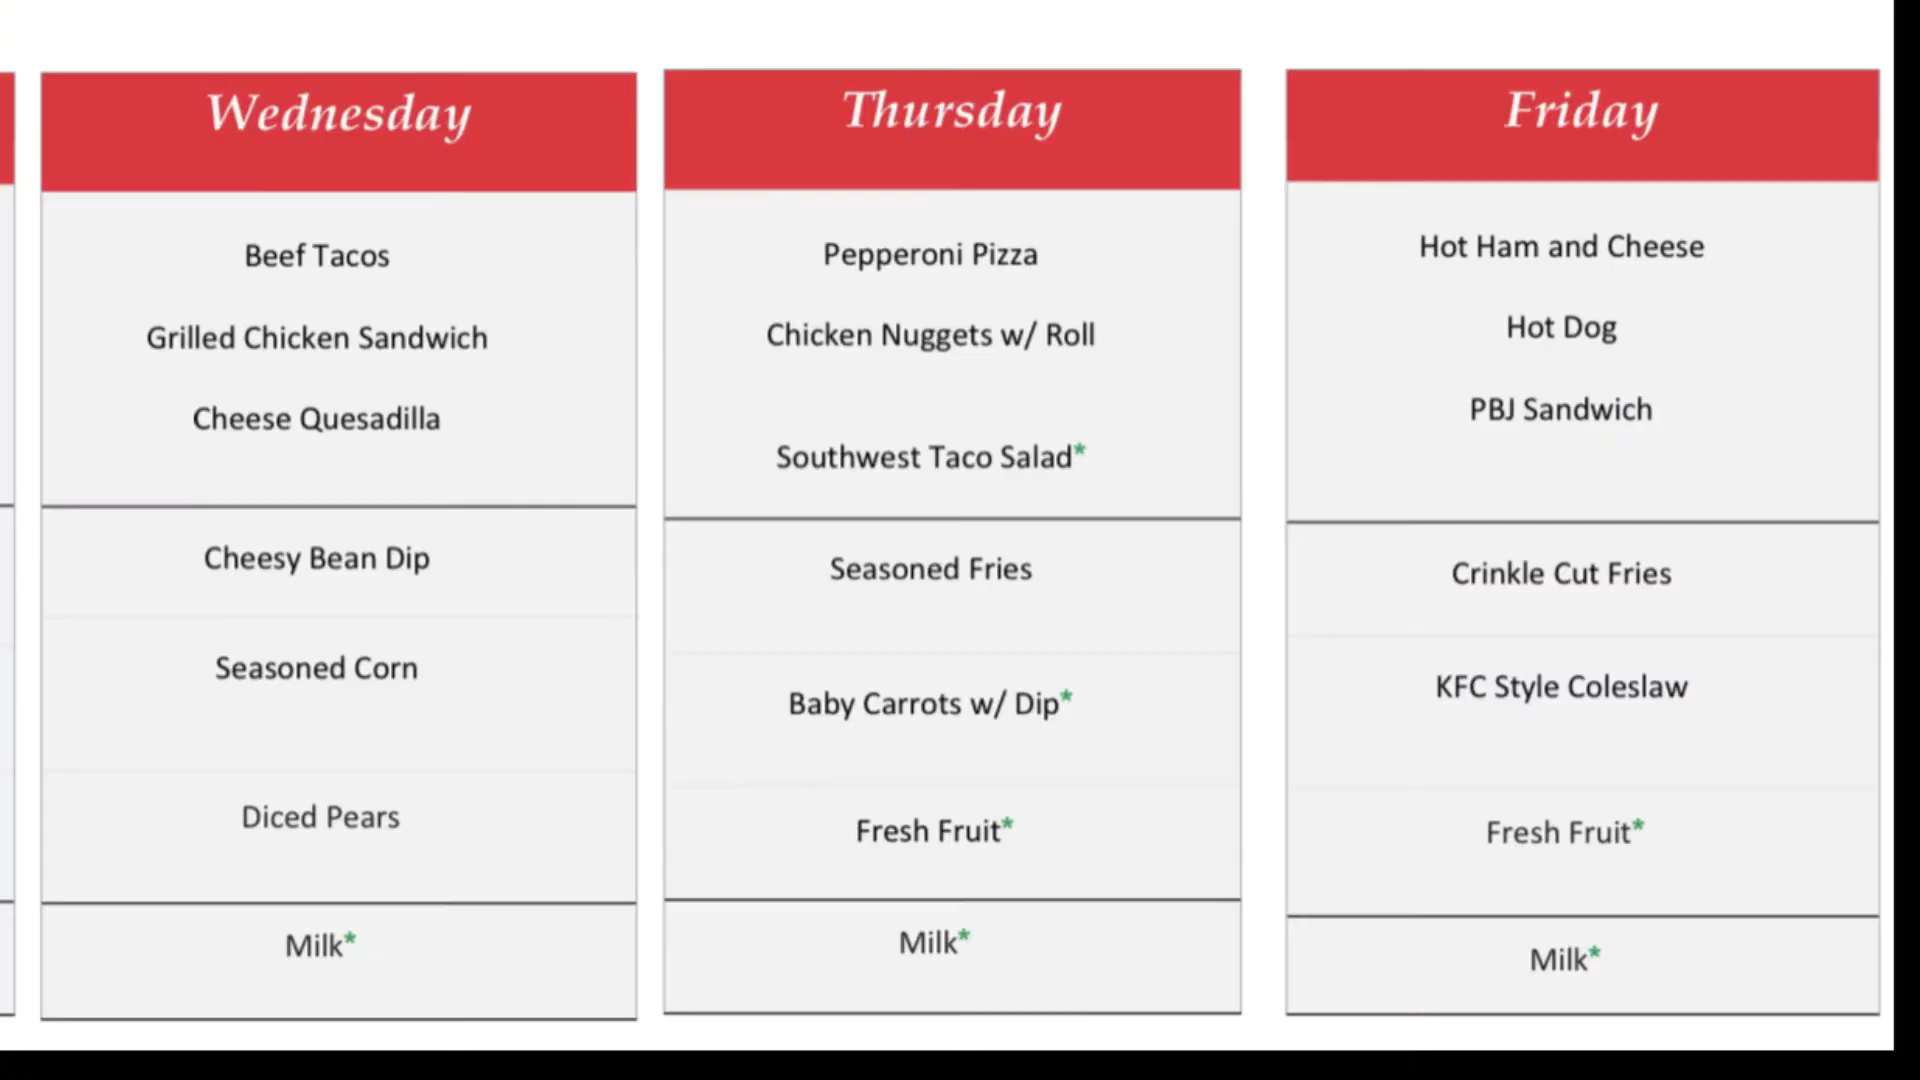 Wednesday
Beef Tacos
Grilled Chicken Sandwich
Cheese Quesadilla
Cheesy Bean Dip
Seasoned Corn
Diced Pears
Milk*
Thursday
Pepperoni Pizza
Chicken Nuggets w/ Roll
Southwest Taco Salad*
Seasoned Fries
Baby Carrots w/ Dip*
Fresh Fruit*
Milk*
Friday
Hot Ham and Cheese
Hot Dog
PBJ Sandwich
Crinkle Cut Fries
KFC Style Coleslaw
Fresh Fruit*
Milk*